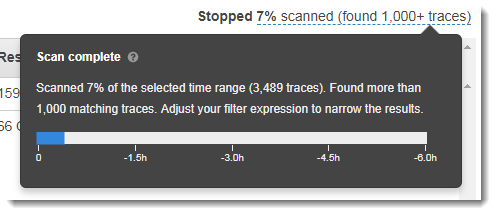 Stopped 7% scanned (found 1,000+ traces)
Res
Scan complete ?
159
Scanned 7% of the selected time range (3,489 traces). Found more than
1,000 matching traces. Adjust your filter expression to narrow the results.
66
0 -1.5h -3.0h -4.5h -6.0h